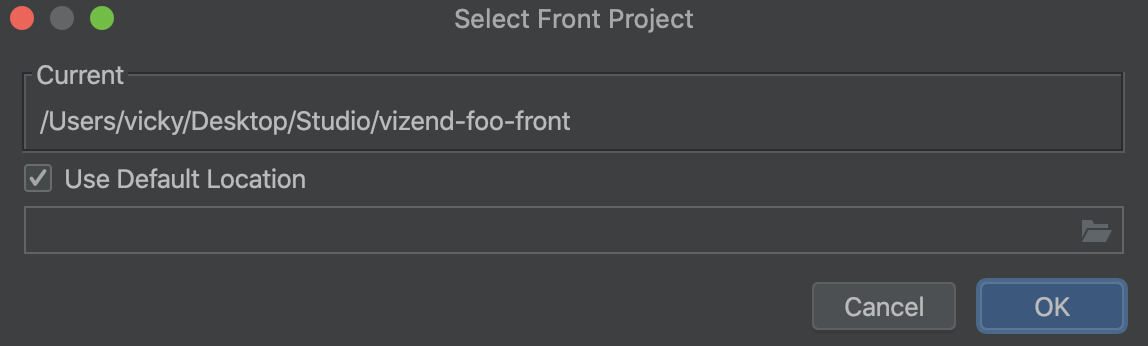 Select Front Project
Current
/Users/vicky/Desktop/Studio/vizend-foo-front
Use Default Location
Cancel
OK